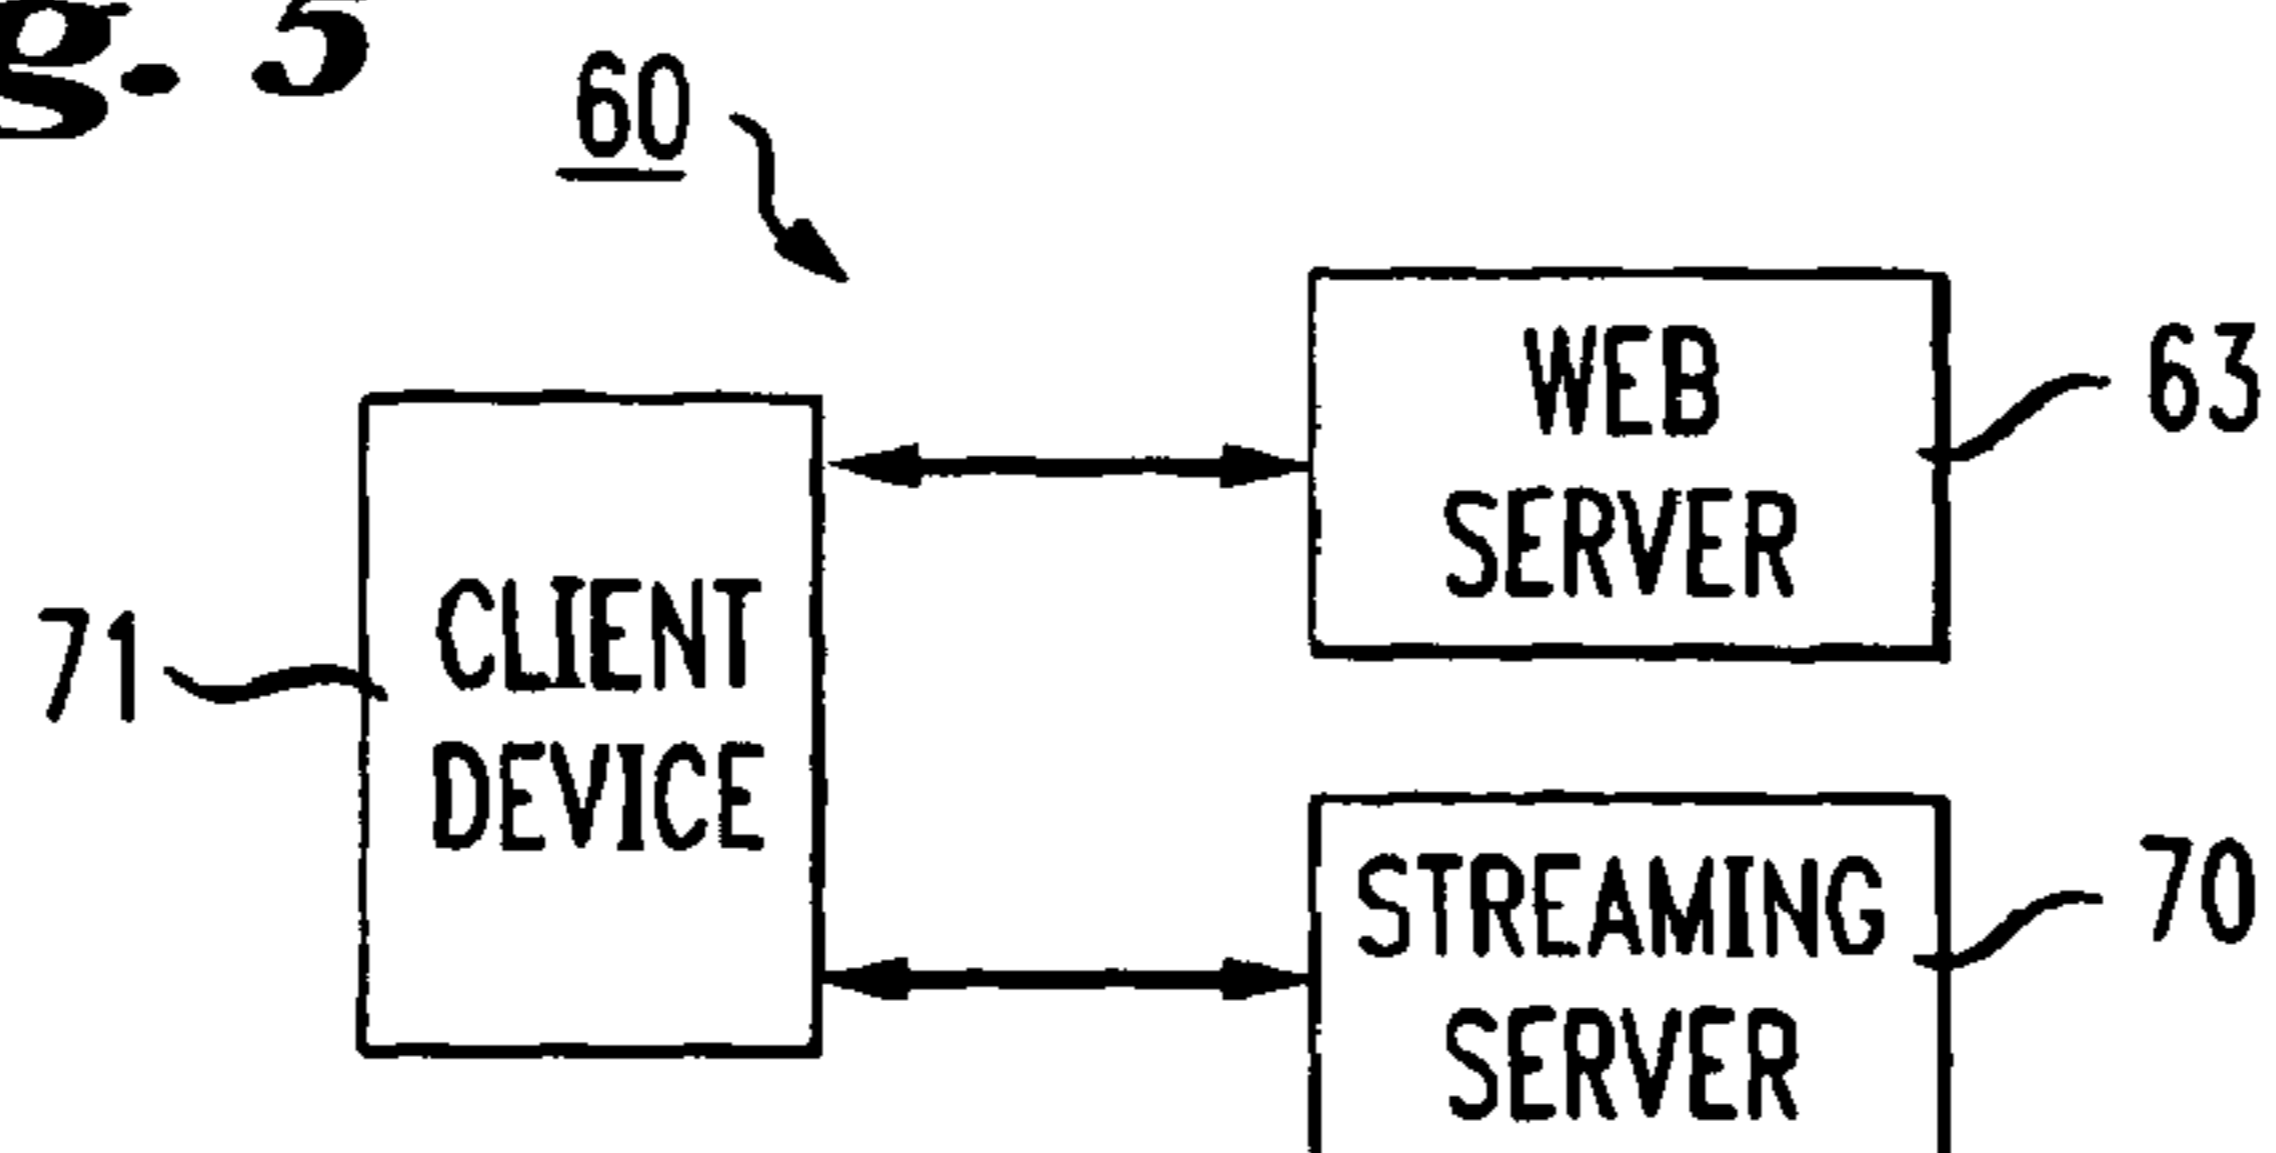 g. 5
60
WEB
SERVER
63
CLIENT
DEVICE
71
STREAMING
SERVER
70